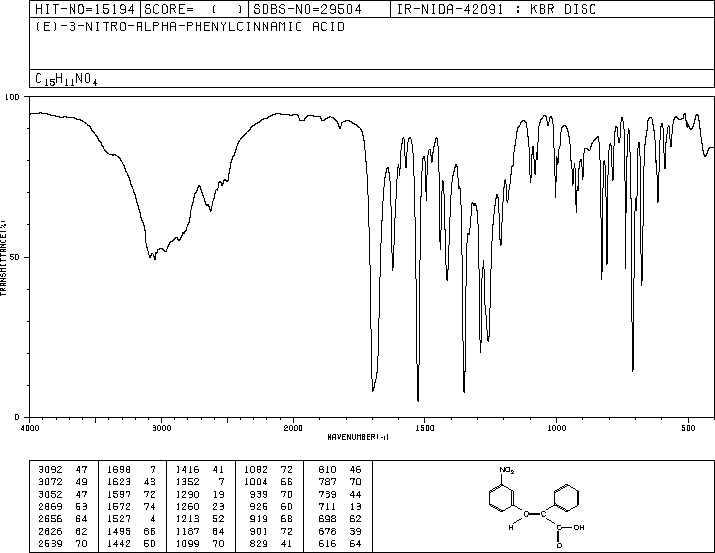 HIT-NO=15194 SCORE= ( ) SDBS-NO=29504 IR-NIDA-42091 : KBR DISC
(E)-3-NITRO-ALPHA-PHENYLCINNAMIC ACID
C15H11NO4
100
50
0
TRANSMITTANCE(%)
4000 3000 2000 1500 1000 500
WAVENUMBER(-1)
3092 47 1698 7 1416 41 1082 72 810 46
3072 49 1623 43 1352 7 1004 66 787 70
3052 47 1597 72 1290 19 939 70 739 44
2869 53 1572 74 1260 23 926 60 711 13
2656 64 1527 4 1213 52 919 68 698 62
2626 62 1495 66 1187 64 901 72 678 39
2539 70 1442 50 1099 70 829 41 616 64
NO2
C C
H C OH
O